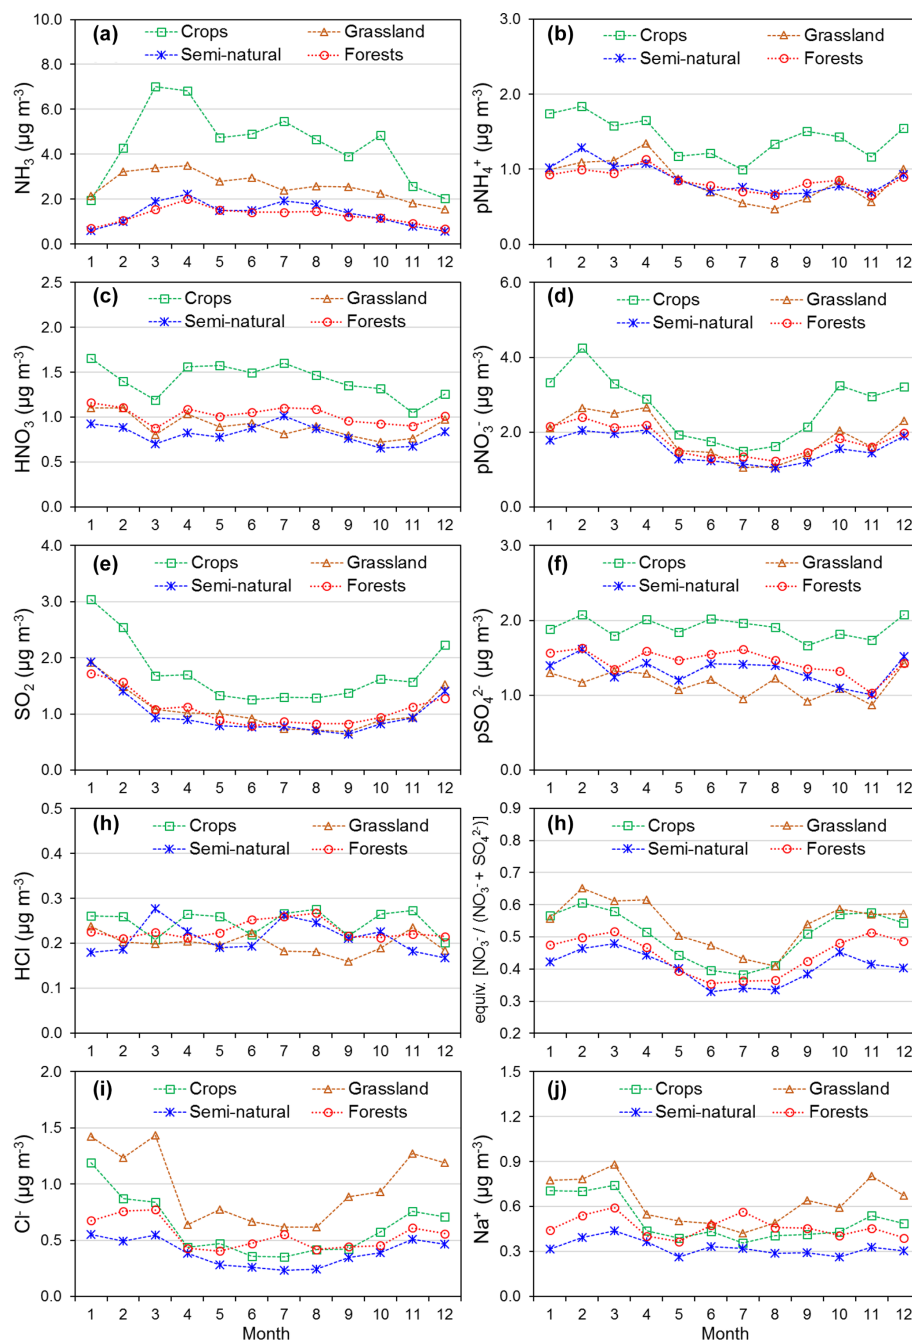 (a)
Crops
Grassland
Semi-natural
Forests
NH₃ (µg m⁻³)
10.0
8.0
6.0
4.0
2.0
0.0
1 2 3 4 5 6 7 8 9 10 11 12
(b)
Crops
Grassland
Semi-natural
Forests
pNH₄⁺ (µg m⁻³)
3.0
2.0
1.0
0.0
1 2 3 4 5 6 7 8 9 10 11 12
(c)
Crops
Grassland
Semi-natural
Forests
HNO₃ (µg m⁻³)
2.5
2.0
1.5
1.0
0.5
0.0
1 2 3 4 5 6 7 8 9 10 11 12
(d)
Crops
Grassland
Semi-natural
Forests
pNO₃⁻ (µg m⁻³)
6.0
4.0
2.0
0.0
1 2 3 4 5 6 7 8 9 10 11 12
(e)
Crops
Grassland
Semi-natural
Forests
SO₂ (µg m⁻³)
4.0
3.0
2.0
1.0
0.0
1 2 3 4 5 6 7 8 9 10 11 12
(f)
Crops
Grassland
Semi-natural
Forests
pSO₄²⁻ (µg m⁻³)
3.0
2.0
1.0
0.0
1 2 3 4 5 6 7 8 9 10 11 12
(h)
Crops
Grassland
Semi-natural
Forests
HCl (µg m⁻³)
0.5
0.4
0.3
0.2
0.1
0.0
1 2 3 4 5 6 7 8 9 10 11 12
(h)
Crops
Grassland
Semi-natural
Forests
equiv. [NO₃⁻ / (NO₃⁻ + SO₄²⁻)]
0.9
0.8
0.7
0.6
0.5
0.4
0.3
0.2
1 2 3 4 5 6 7 8 9 10 11 12
(i)
Crops
Grassland
Semi-natural
Forests
Cl⁻ (µg m⁻³)
2.0
1.5
1.0
0.5
0.0
1 2 3 4 5 6 7 8 9 10 11 12
Month
(j)
Crops
Grassland
Semi-natural
Forests
Na⁺ (µg m⁻³)
1.5
1.2
0.9
0.6
0.3
0.0
1 2 3 4 5 6 7 8 9 10 11 12
Month